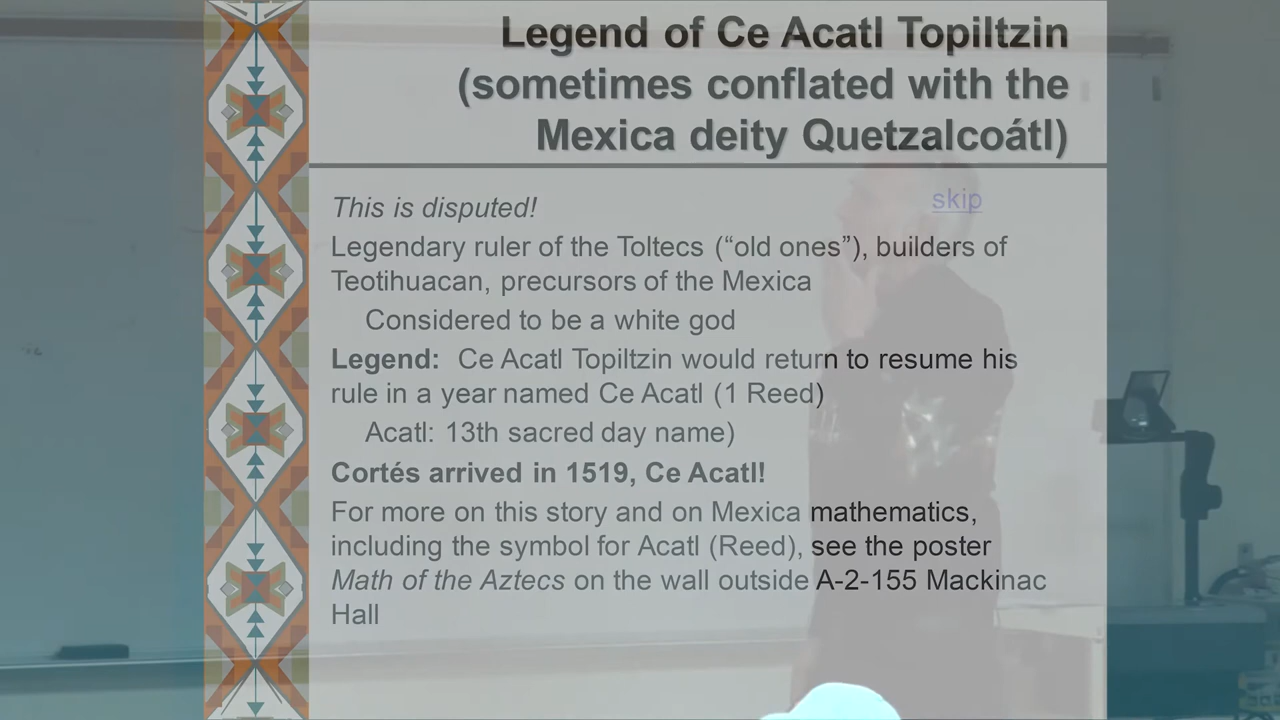 Legend of Ce Acatl Topiltzin
(sometimes conflated with the
Mexica deity Quetzalcoátl)
This is disputed!
skip
Legendary ruler of the Toltecs (“old ones”), builders of
Teotihuacan, precursors of the Mexica
Considered to be a white god
Legend: Ce Acatl Topiltzin would return to resume his
rule in a year named Ce Acatl (1 Reed)
Acatl: 13th sacred day name)
Cortés arrived in 1519, Ce Acatl!
For more on this story and on Mexica mathematics,
including the symbol for Acatl (Reed), see the poster
Math of the Aztecs on the wall outside A-2-155 Mackinac
Hall